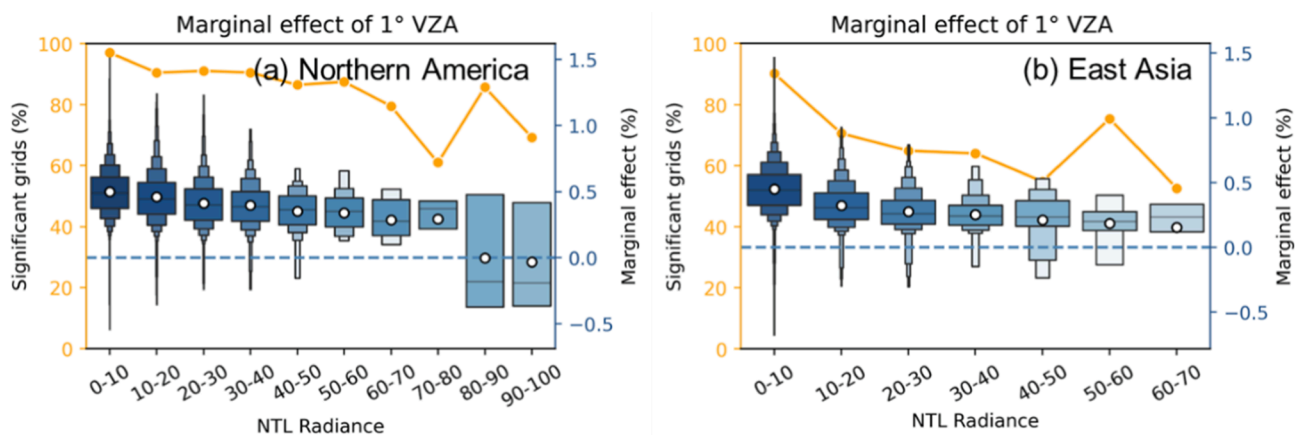 Marginal effect of 1° VZA
(a) Northern America
Significant grids (%)
100
80
60
40
20
0
1.5
1.0
0.5
0.0
−0.5
Marginal effect (%)
0-10 10-20 20-30 30-40 40-50 50-60 60-70 70-80 80-90 90-100
NTL Radiance
Marginal effect of 1° VZA
(b) East Asia
Significant grids (%)
100
80
60
40
20
0
1.5
1.0
0.5
0.0
−0.5
Marginal effect (%)
0-10 10-20 20-30 30-40 40-50 50-60 60-70
NTL Radiance